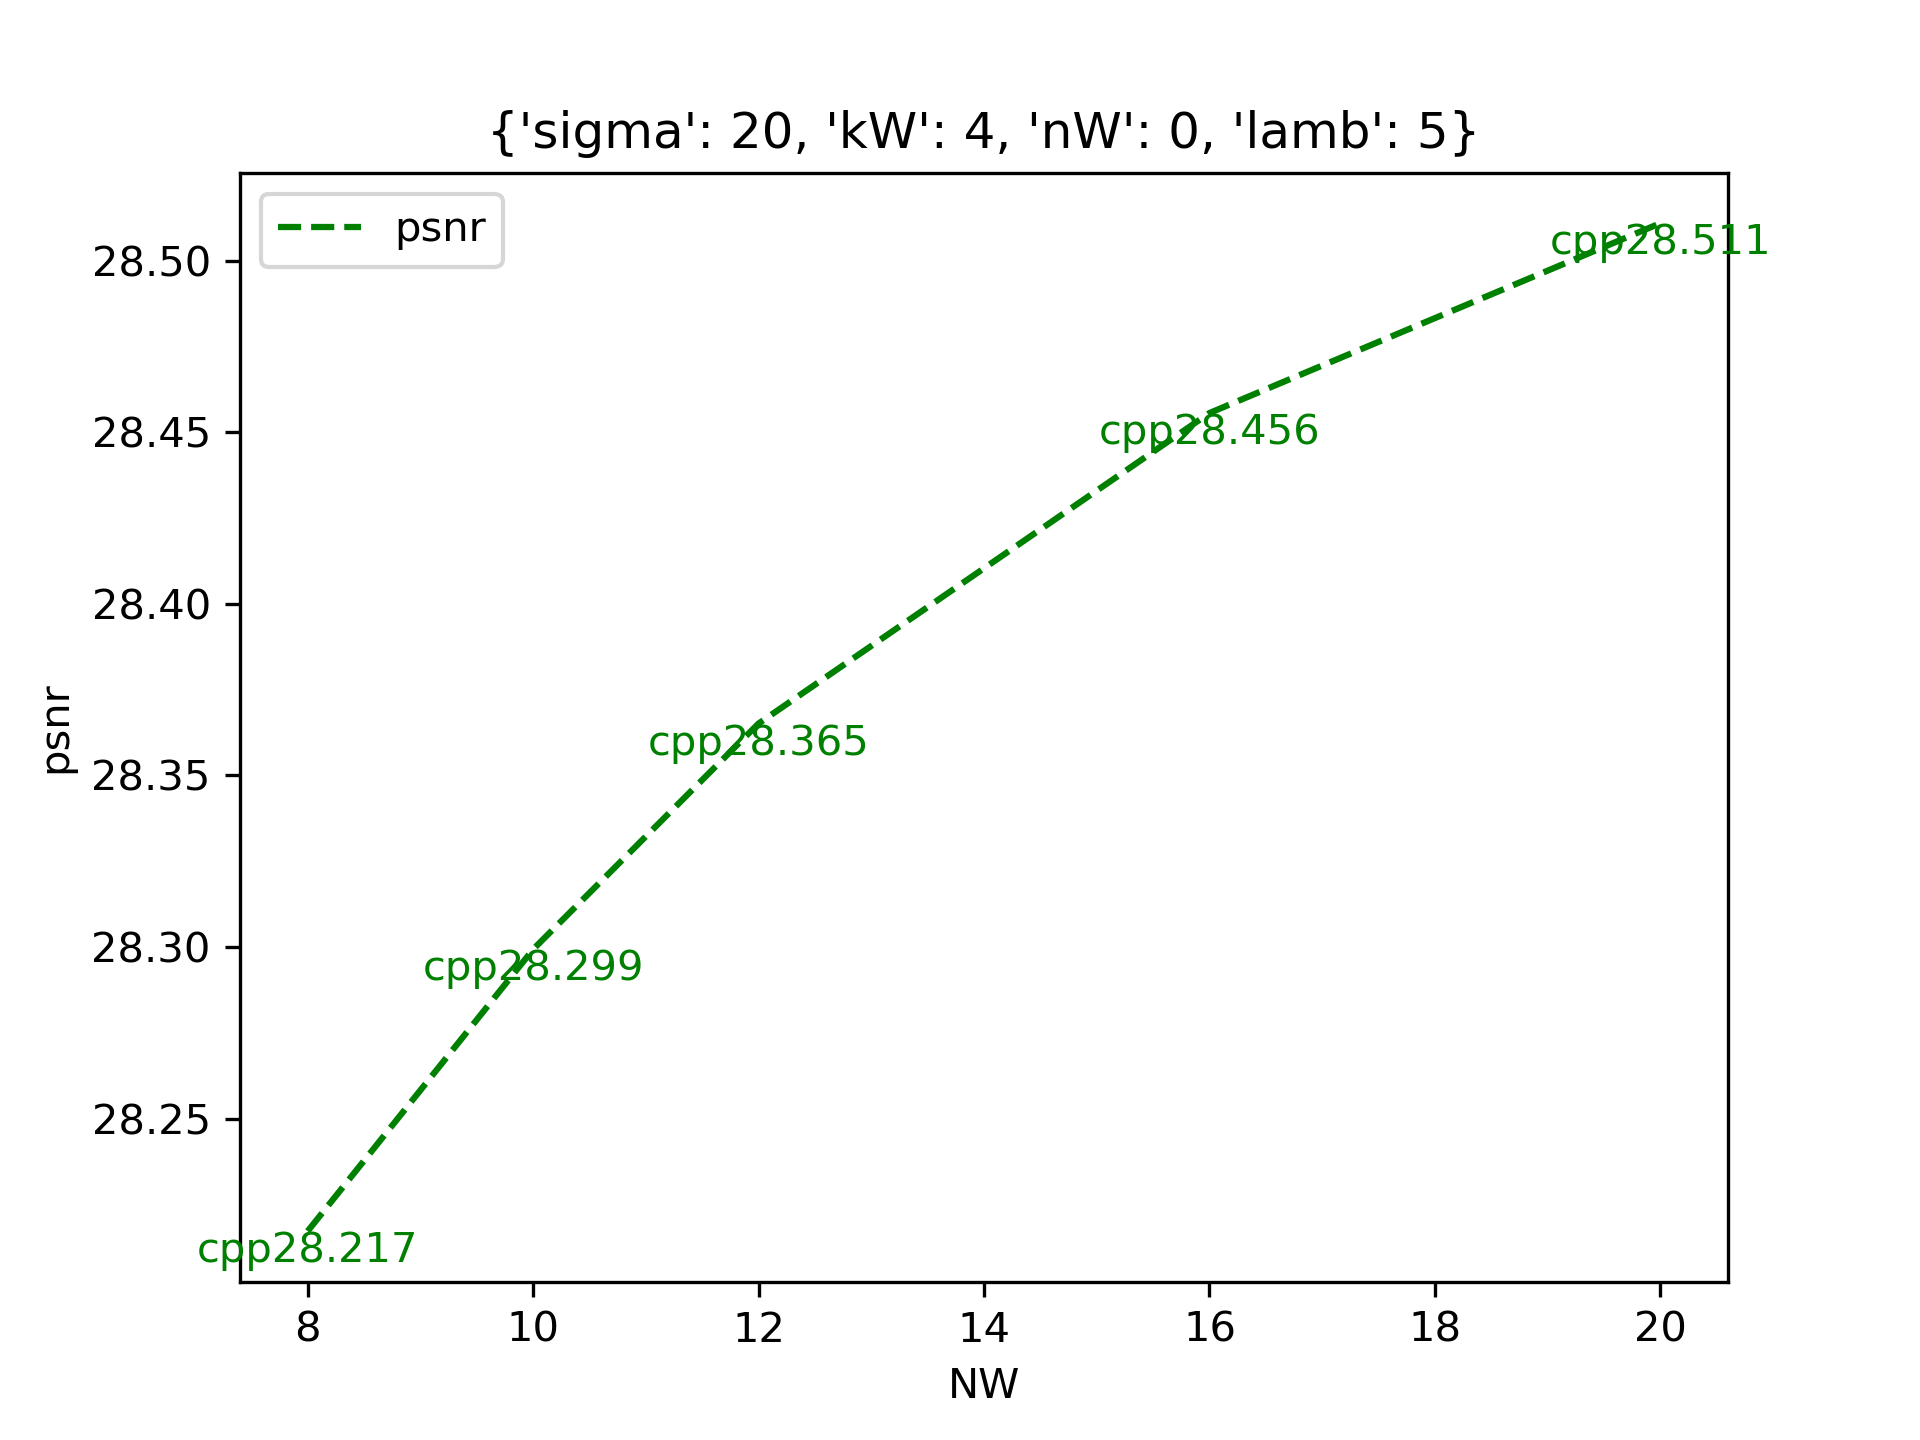 {'sigma': 20, 'kW': 4, 'nW': 0, 'lamb': 5}
psnr
28.50
28.45
28.40
28.35
28.30
28.25
psnr
cpp28.511
cpp28.456
cpp28.365
cpp28.299
cpp28.217
8 10 12 14 16 18 20
NW